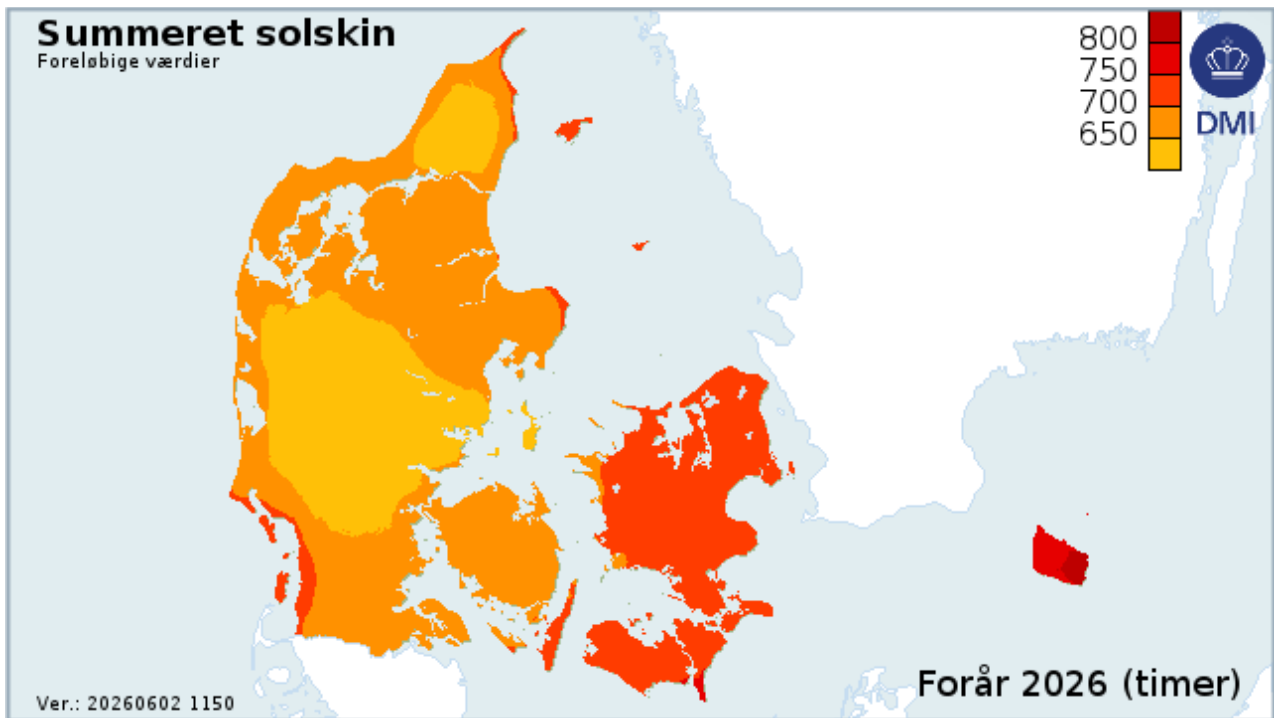 Summeret solskin
Foreløbige værdier
800
750
700
650
DMI
Forår 2026 (timer)
Ver.: 20260602 1150